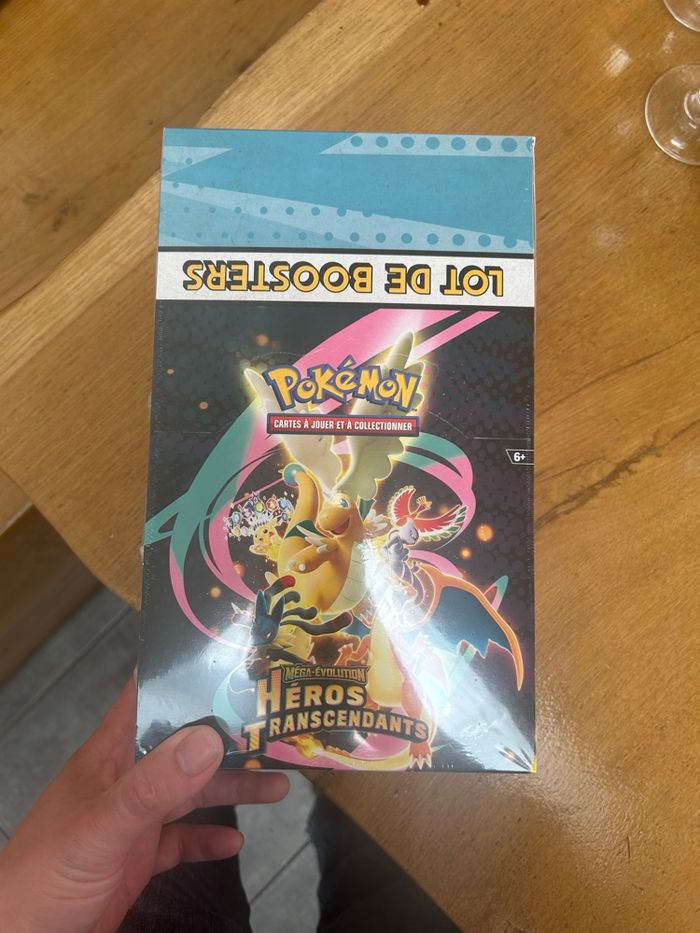 LOT DE BOOSTERS
POKÉMON
CARTES À JOUER ET À COLLECTIONNER
6+
MÉGA-ÉVOLUTION
HÉROS
TRANSCENDANTS